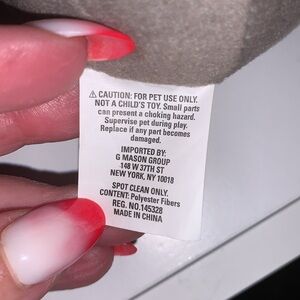 ⚠ CAUTION: FOR PET USE ONLY.
NOT A CHILD'S TOY. Small parts
can present a choking hazard.
Supervise pet during play.
Replace if any part becomes
damaged.
IMPORTED BY:
G MASON GROUP
148 W 37TH ST
NEW YORK, NY 10018
SPOT CLEAN ONLY.
CONTENT: Polyester Fibers
REG. NO.145328
MADE IN CHINA